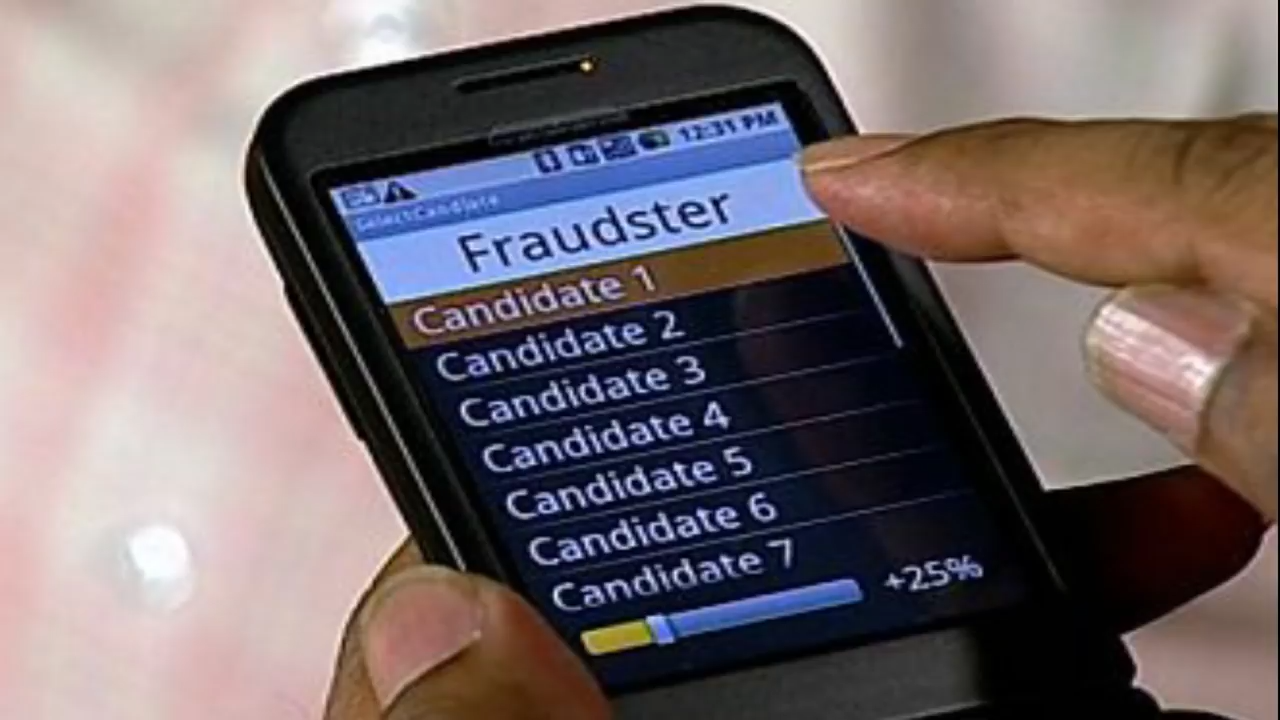 12:31 PM
SelectCandidate
Fraudster
Candidate 1
Candidate 2
Candidate 3
Candidate 4
Candidate 5
Candidate 6
Candidate 7
+25%